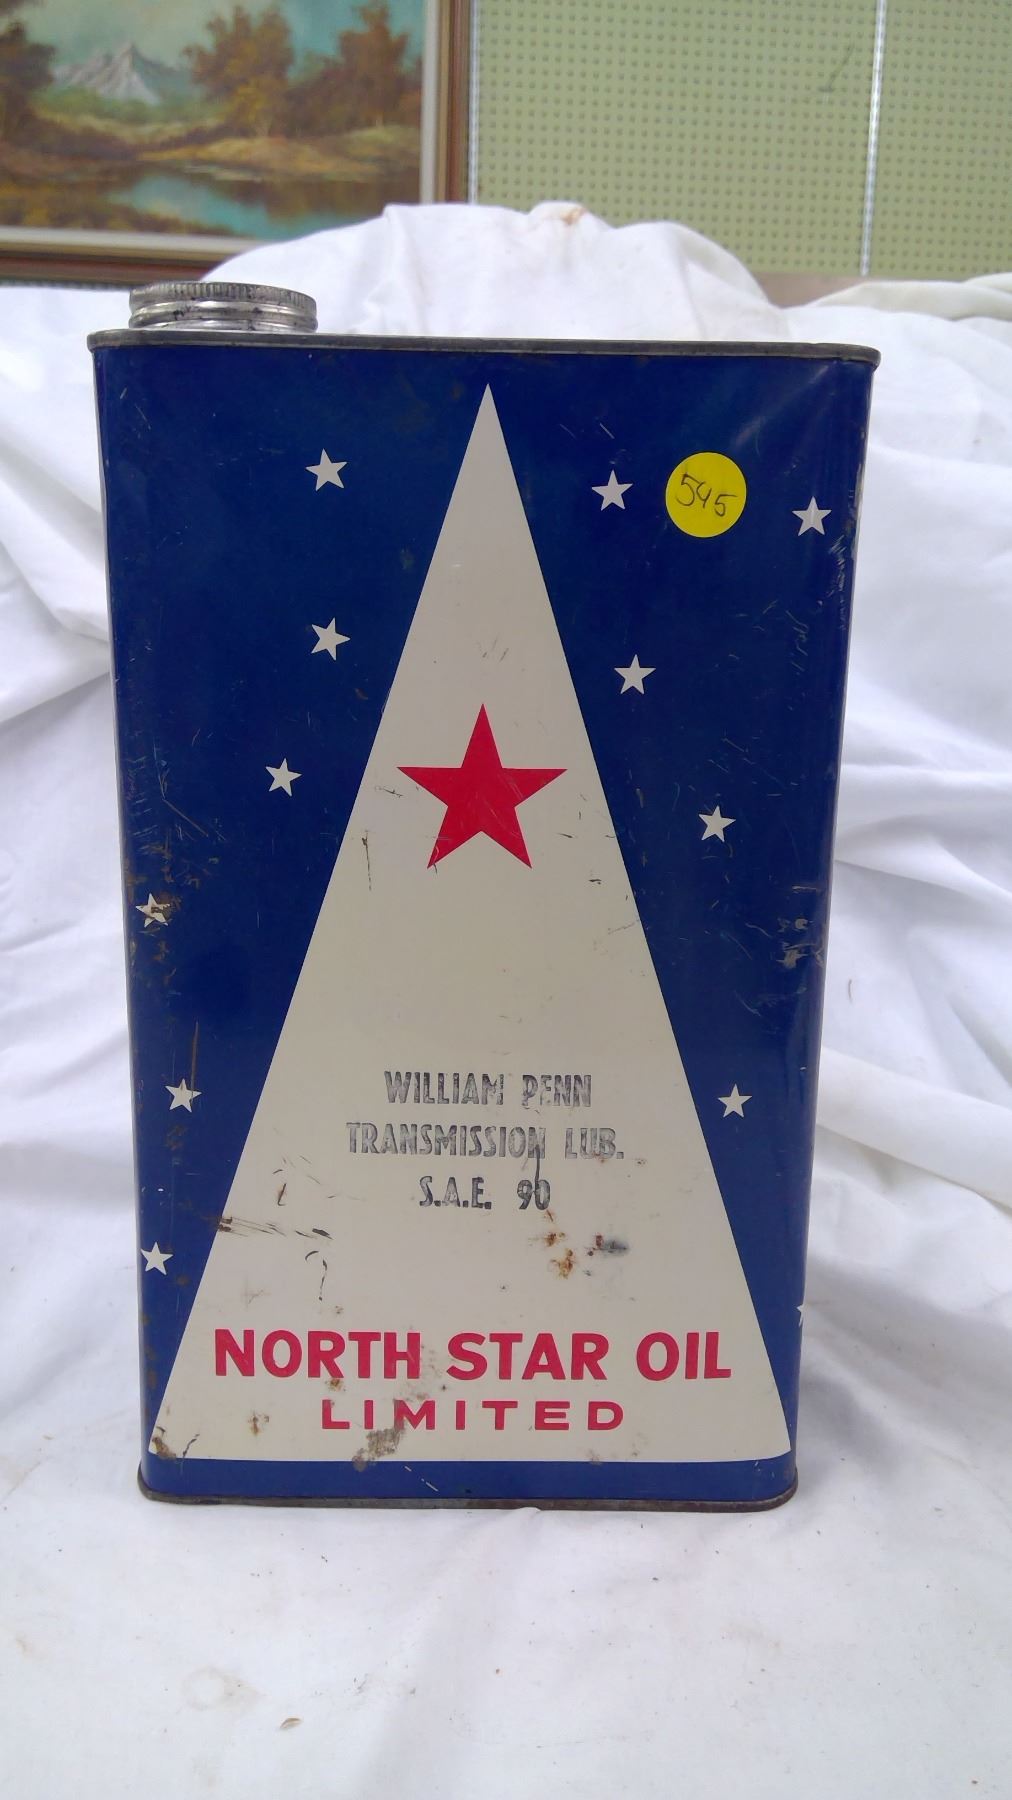 545
WILLIAM PENN
TRANSMISSION LUB.
S.A.E. 90
NORTH STAR OIL
LIMITED